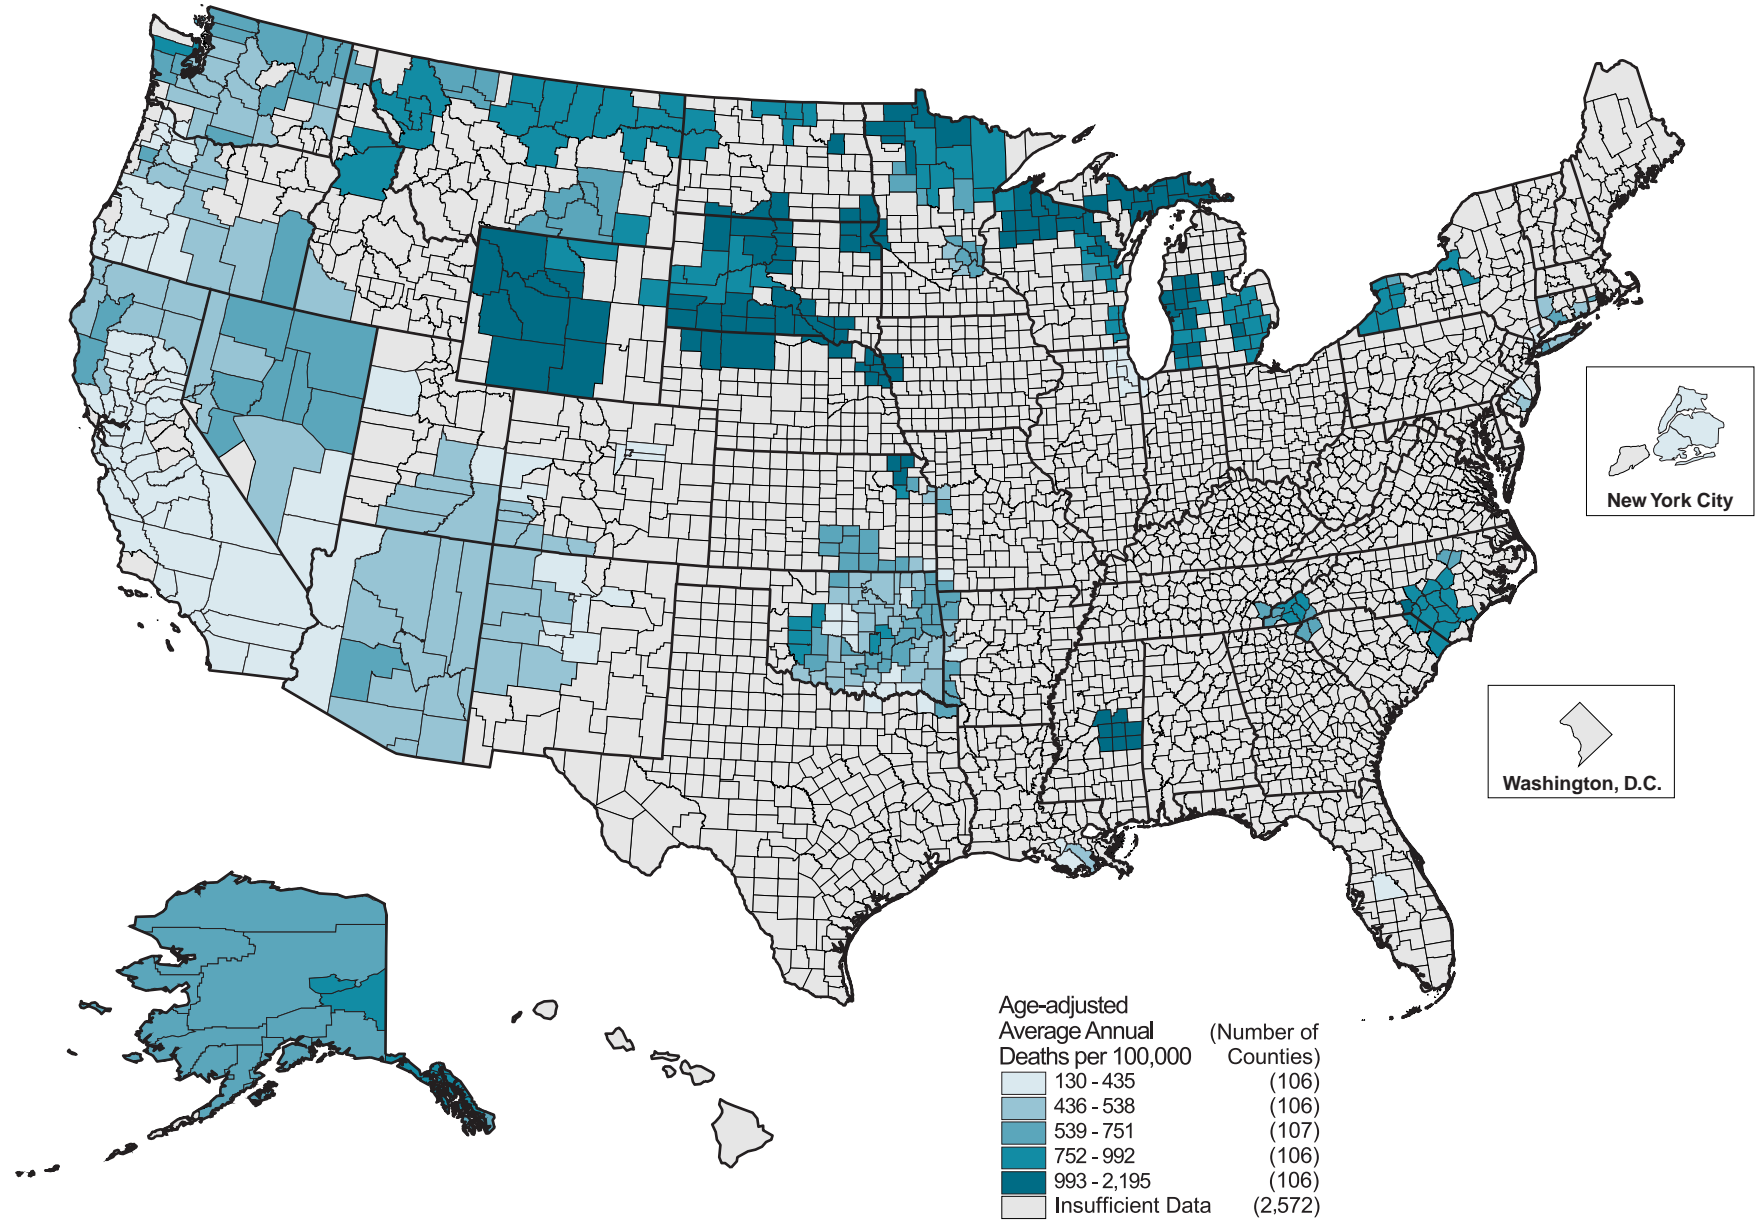 New York City
Washington, D.C.
Age-adjusted
Average Annual (Number of
Deaths per 100,000 Counties)
130 - 435 (106)
436 - 538 (106)
539 - 751 (107)
752 - 992 (106)
993 - 2,195 (106)
Insufficient Data (2,572)